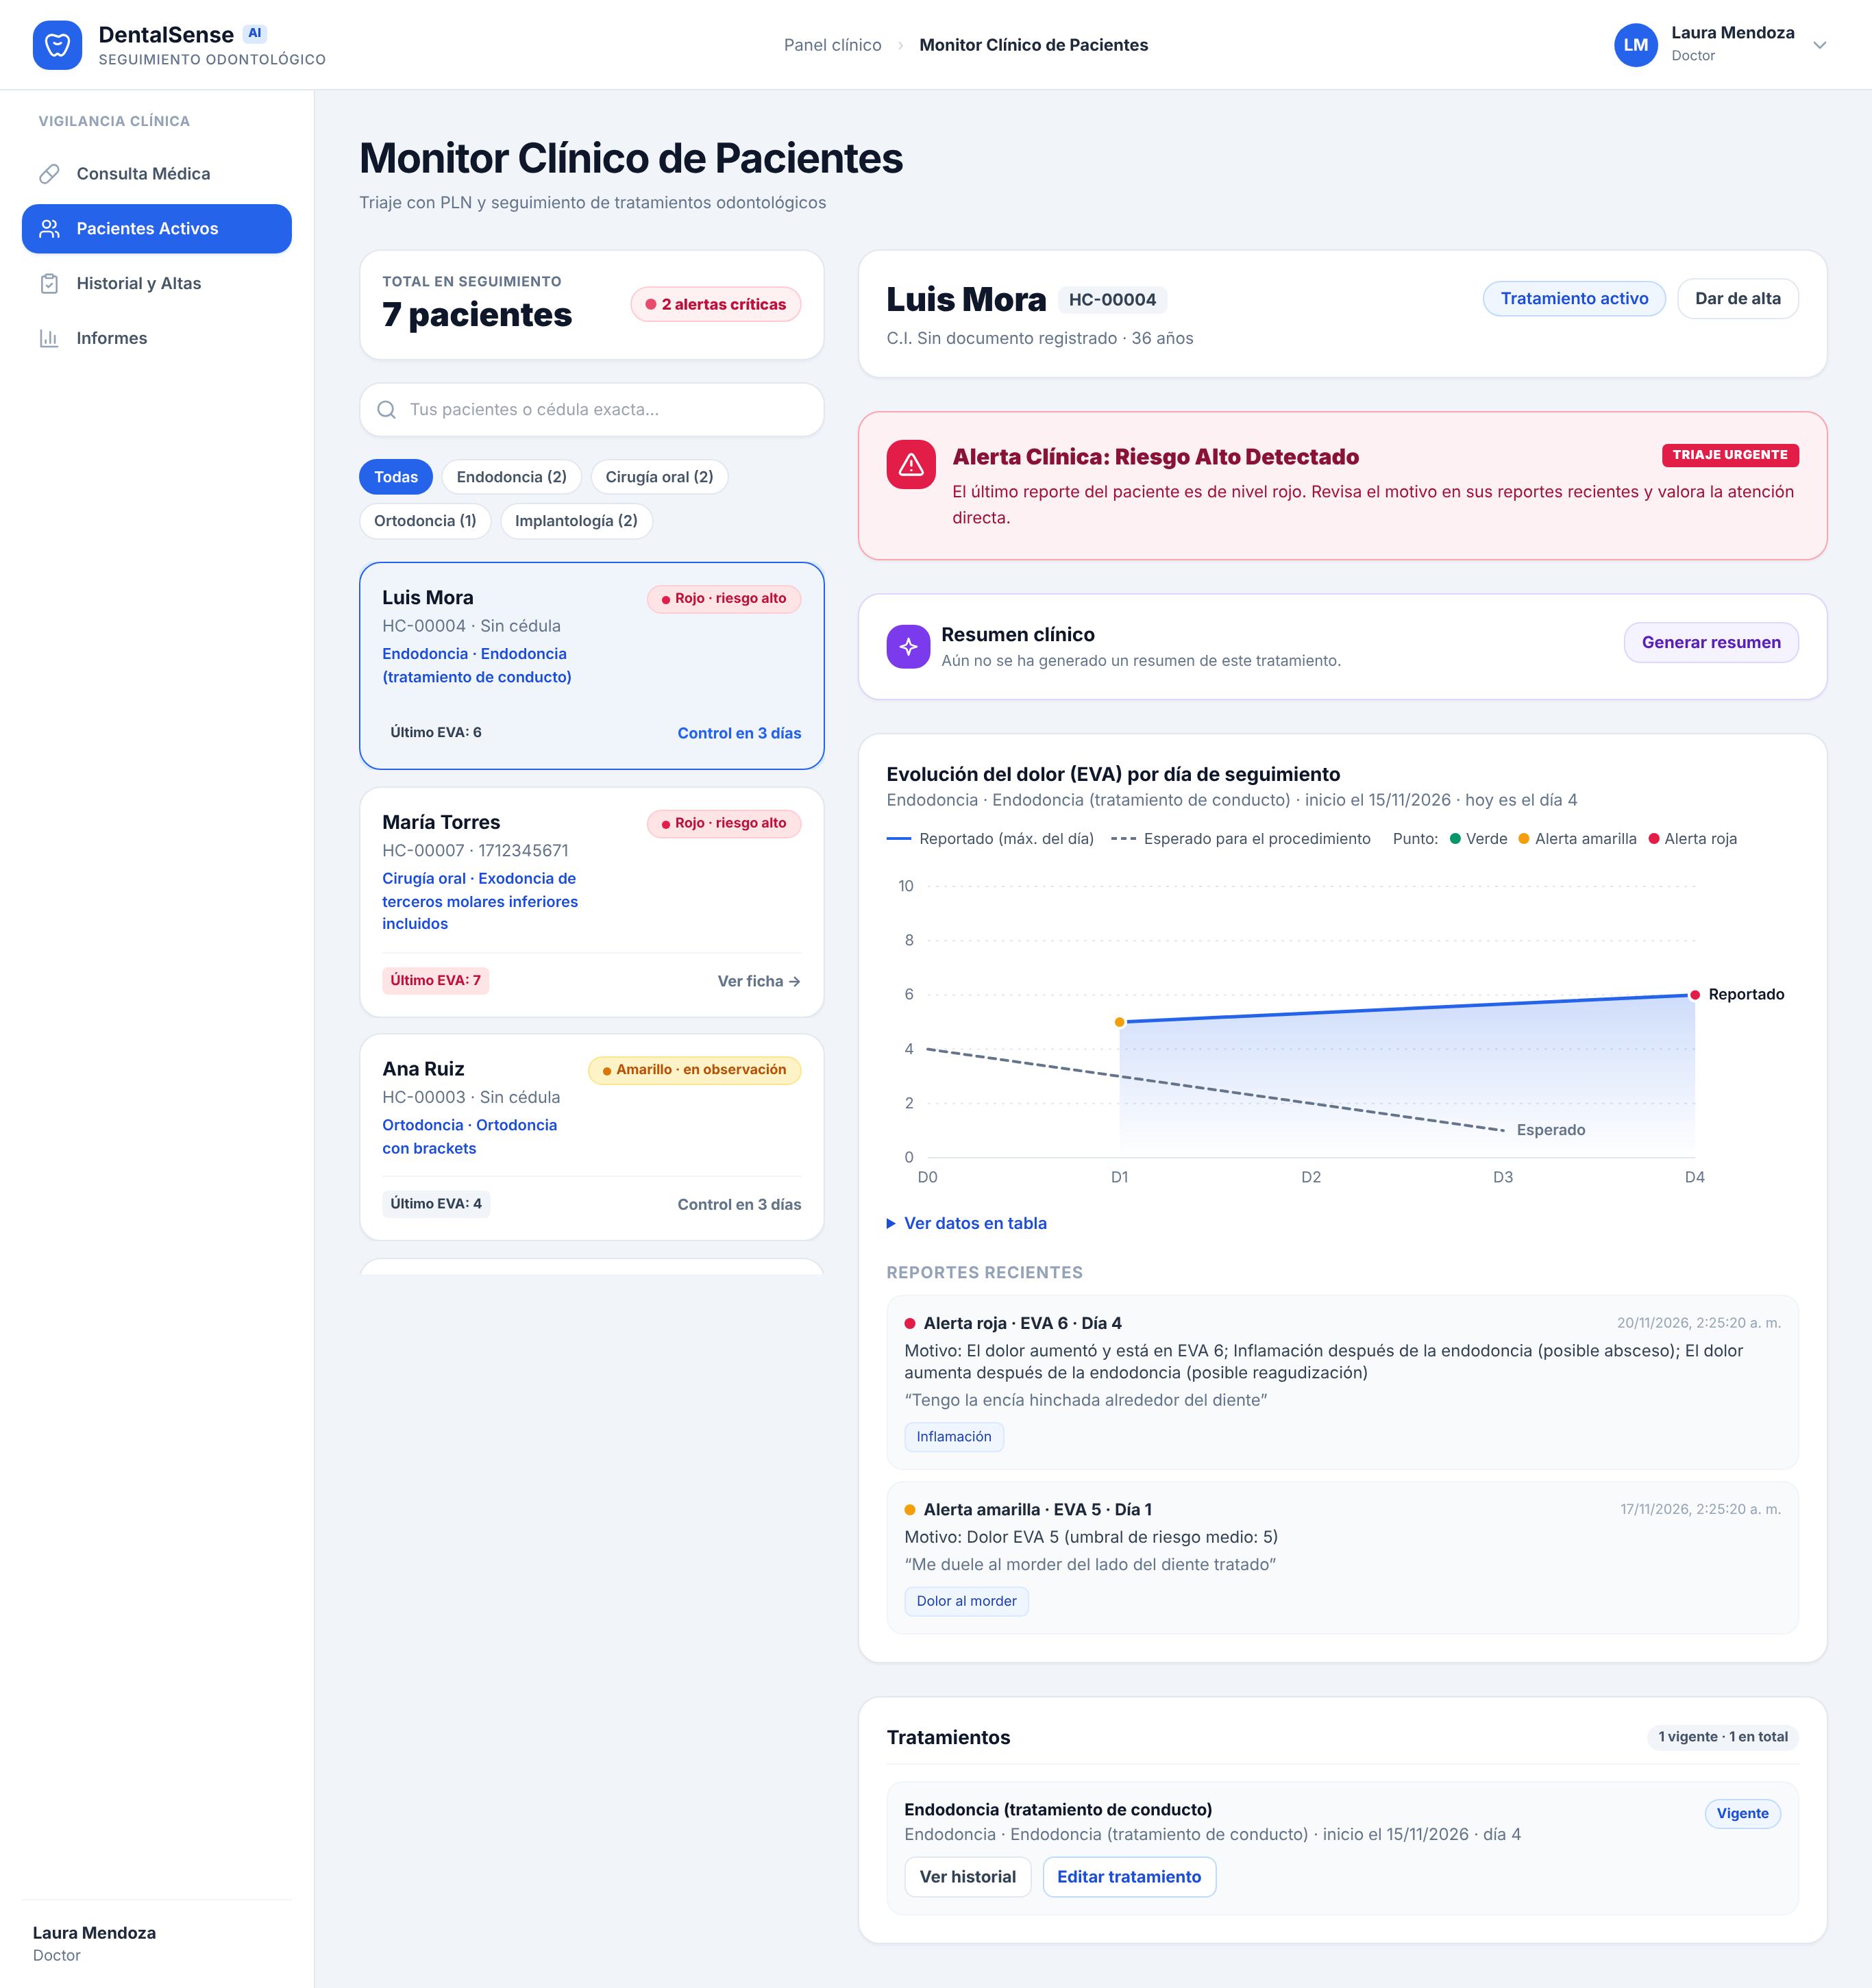 DentalSense AI
SEGUIMIENTO ODONTOLÓGICO
Panel clínico › Monitor Clínico de Pacientes
LM
Laura Mendoza
Doctor
VIGILANCIA CLÍNICA
Consulta Médica
Pacientes Activos
Historial y Altas
Informes
Laura Mendoza
Doctor
Monitor Clínico de Pacientes
Triaje con PLN y seguimiento de tratamientos odontológicos
TOTAL EN SEGUIMIENTO
7 pacientes
2 alertas críticas
Tus pacientes o cédula exacta...
Todas
Endodoncia (2)
Cirugía oral (2)
Ortodoncia (1)
Implantología (2)
Luis Mora
Rojo · riesgo alto
HC-00004 · Sin cédula
Endodoncia · Endodoncia
(tratamiento de conducto)
Último EVA: 6
Control en 3 días
María Torres
Rojo · riesgo alto
HC-00007 · 1712345671
Cirugía oral · Exodoncia de
terceros molares inferiores
incluidos
Último EVA: 7
Ver ficha →
Ana Ruiz
Amarillo · en observación
HC-00003 · Sin cédula
Ortodoncia · Ortodoncia
con brackets
Último EVA: 4
Control en 3 días
Luis Mora HC-00004
Tratamiento activo
Dar de alta
C.I. Sin documento registrado · 36 años
Alerta Clínica: Riesgo Alto Detectado
TRIAJE URGENTE
El último reporte del paciente es de nivel rojo. Revisa el motivo en sus reportes recientes y valora la atención
directa.
Resumen clínico
Aún no se ha generado un resumen de este tratamiento.
Generar resumen
Evolución del dolor (EVA) por día de seguimiento
Endodoncia · Endodoncia (tratamiento de conducto) · inicio el 15/11/2026 · hoy es el día 4
Reportado (máx. del día) Esperado para el procedimiento Punto: Verde Alerta amarilla Alerta roja
10
8
6
4
2
0
Reportado
Esperado
D0 D1 D2 D3 D4
▶ Ver datos en tabla
REPORTES RECIENTES
Alerta roja · EVA 6 · Día 4
20/11/2026, 2:25:20 a. m.
Motivo: El dolor aumentó y está en EVA 6; Inflamación después de la endodoncia (posible absceso); El dolor
aumenta después de la endodoncia (posible reagudización)
“Tengo la encía hinchada alrededor del diente”
Inflamación
Alerta amarilla · EVA 5 · Día 1
17/11/2026, 2:25:20 a. m.
Motivo: Dolor EVA 5 (umbral de riesgo medio: 5)
“Me duele al morder del lado del diente tratado”
Dolor al morder
Tratamientos
1 vigente · 1 en total
Endodoncia (tratamiento de conducto)
Vigente
Endodoncia · Endodoncia (tratamiento de conducto) · inicio el 15/11/2026 · día 4
Ver historial
Editar tratamiento